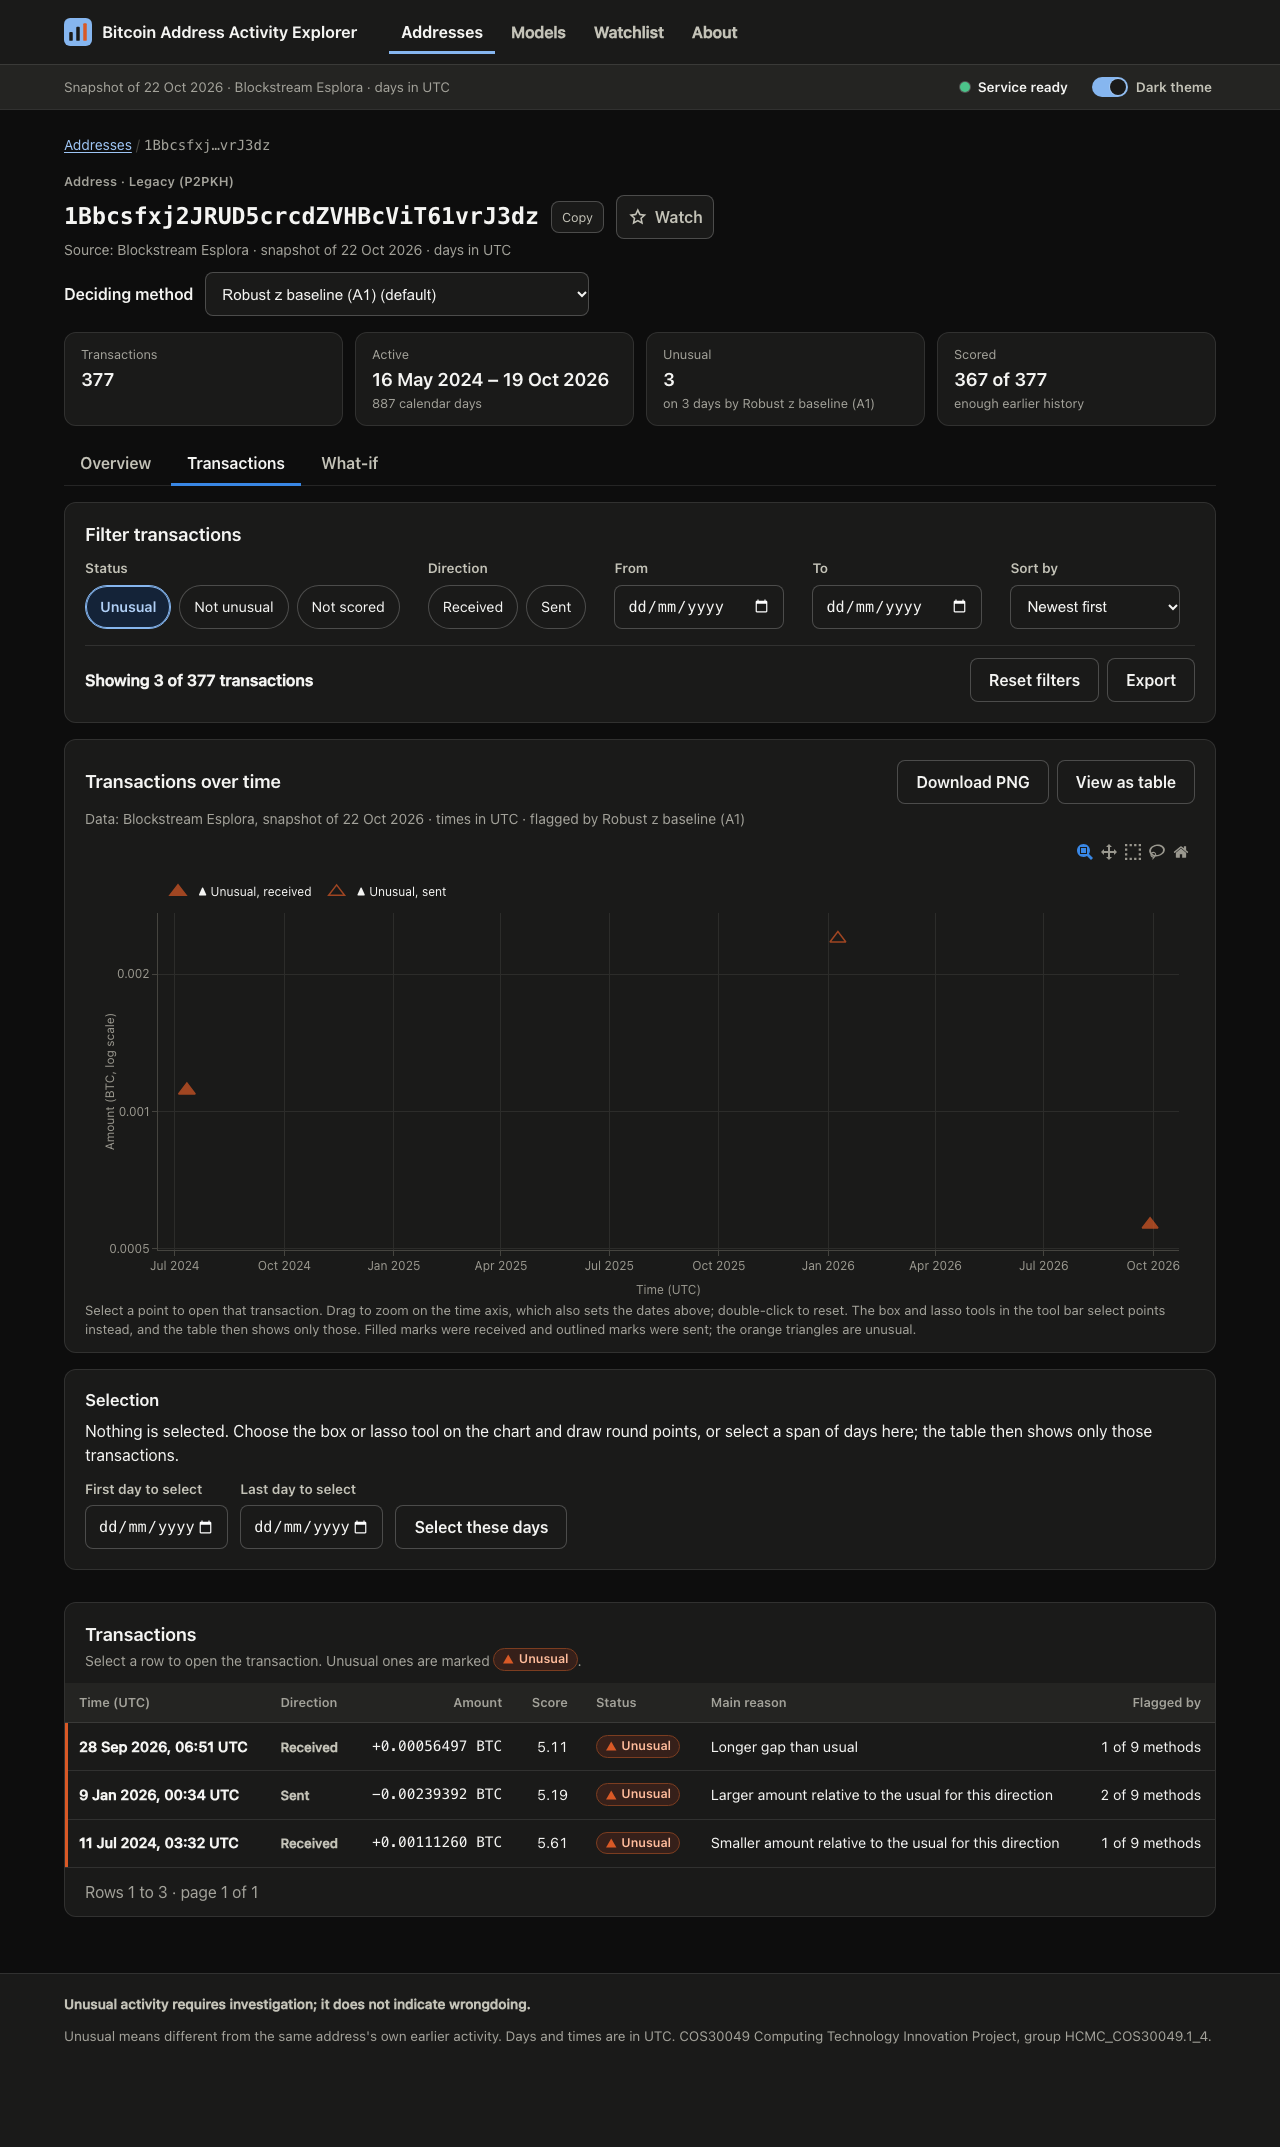 Bitcoin Address Activity Explorer Addresses Models Watchlist About
Snapshot of 22 Oct 2026 · Blockstream Esplora · days in UTC Service ready Dark theme
Addresses / 1Bbcsfxj…vrJ3dz
Address · Legacy (P2PKH)
1Bbcsfxj2JRUD5crcdZVHBcViT61vrJ3dz Copy Watch
Source: Blockstream Esplora · snapshot of 22 Oct 2026 · days in UTC
Deciding method Robust z baseline (A1) (default)
Transactions Active Unusual Scored
377 16 May 2024 – 19 Oct 2026 3 367 of 377
887 calendar days on 3 days by Robust z baseline (A1) enough earlier history
Overview Transactions What-if
Filter transactions
Status Direction From To Sort by
Unusual Not unusual Not scored Received Sent dd/mm/yyyy dd/mm/yyyy Newest first
Showing 3 of 377 transactions Reset filters Export
Transactions over time Download PNG View as table
Data: Blockstream Esplora, snapshot of 22 Oct 2026 · times in UTC · flagged by Robust z baseline (A1)
▲ Unusual, received ▲ Unusual, sent
0.002
0.001
0.0005
Amount (BTC, log scale)
Jul 2024 Oct 2024 Jan 2025 Apr 2025 Jul 2025 Oct 2025 Jan 2026 Apr 2026 Jul 2026 Oct 2026
Time (UTC)
Select a point to open that transaction. Drag to zoom on the time axis, which also sets the dates above; double-click to reset. The box and lasso tools in the tool bar select points
instead, and the table then shows only those. Filled marks were received and outlined marks were sent; the orange triangles are unusual.
Selection
Nothing is selected. Choose the box or lasso tool on the chart and draw round points, or select a span of days here; the table then shows only those
transactions.
First day to select Last day to select
dd/mm/yyyy dd/mm/yyyy Select these days
Transactions
Select a row to open the transaction. Unusual ones are marked ▲ Unusual.
Time (UTC) Direction Amount Score Status Main reason Flagged by
28 Sep 2026, 06:51 UTC Received +0.00056497 BTC 5.11 ▲ Unusual Longer gap than usual 1 of 9 methods
9 Jan 2026, 00:34 UTC Sent −0.00239392 BTC 5.19 ▲ Unusual Larger amount relative to the usual for this direction 2 of 9 methods
11 Jul 2024, 03:32 UTC Received +0.00111260 BTC 5.61 ▲ Unusual Smaller amount relative to the usual for this direction 1 of 9 methods
Rows 1 to 3 · page 1 of 1
Unusual activity requires investigation; it does not indicate wrongdoing.
Unusual means different from the same address's own earlier activity. Days and times are in UTC. COS30049 Computing Technology Innovation Project, group HCMC_COS30049.1_4.